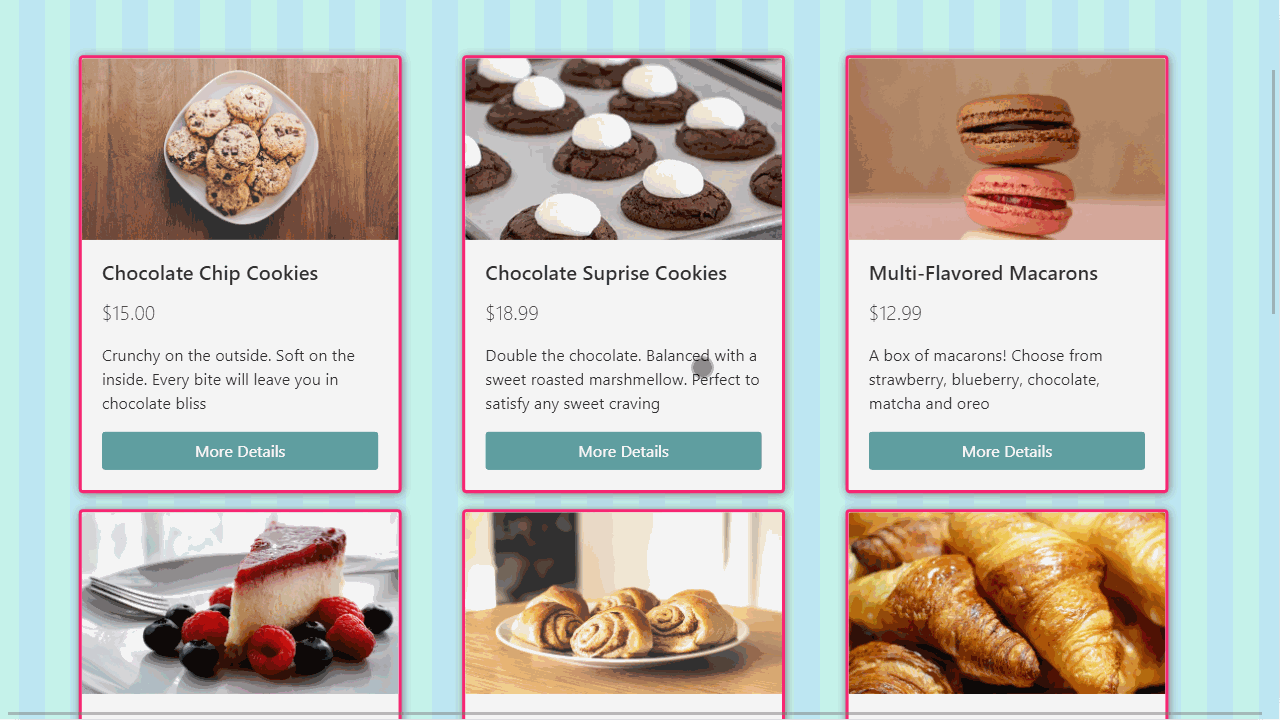 Chocolate Chip Cookies
$15.00
Crunchy on the outside. Soft on the
inside. Every bite will leave you in
chocolate bliss
More Details
Chocolate Suprise Cookies
$18.99
Double the chocolate. Balanced with a
sweet roasted marshmellow. Perfect to
satisfy any sweet craving
More Details
Multi-Flavored Macarons
$12.99
A box of macarons! Choose from
strawberry, blueberry, chocolate,
matcha and oreo
More Details